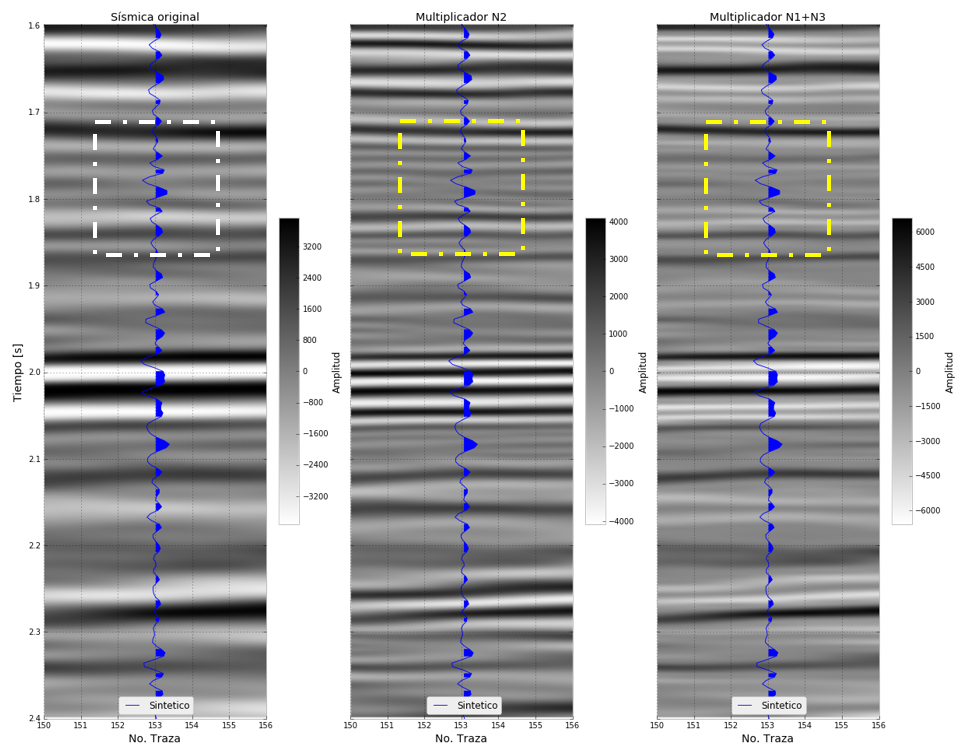 Sísmica original
Multiplicador N2
Multiplicador N1+N3
1.6
1.7
1.8
1.9
2.0
2.1
2.2
2.3
2.4
Tiempo [s]
Sintetico
150 151 152 153 154 155 156
No. Traza
3200
2400
1600
800
0
−800
−1600
−2400
−3200
Amplitud
Sintetico
150 151 152 153 154 155 156
No. Traza
4000
3000
2000
1000
0
−1000
−2000
−3000
−4000
Amplitud
Sintetico
150 151 152 153 154 155 156
No. Traza
6000
4500
3000
1500
0
−1500
−3000
−4500
−6000
Amplitud